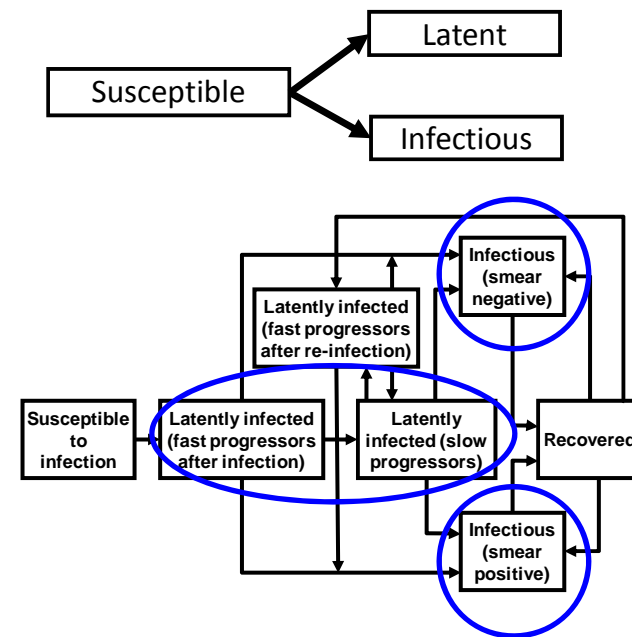 Latent
Susceptible
Infectious
Infectious
(smear
negative)
Latently infected
(fast progressors
after re-infection)
Susceptible
to
infection
Latently infected
(fast progressors
after infection)
Latently
infected (slow
progressors)
Recovered
Infectious
(smear
positive)